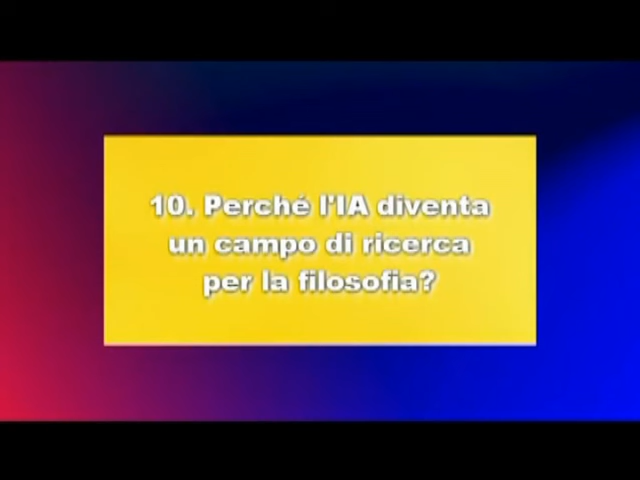 10. Perché l'IA diventa
un campo di ricerca
per la filosofia?